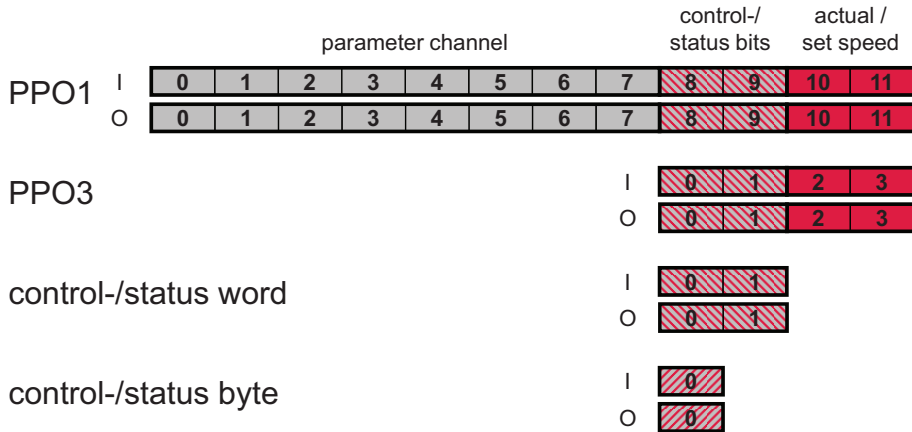 control-/ actual /
parameter channel status bits set speed
PPO1 I 0 1 2 3 4 5 6 7 8 9 10 11
O 0 1 2 3 4 5 6 7 8 9 10 11
PPO3 I 0 1 2 3
O 0 1 2 3
control-/status word I 0 1
O 0 1
control-/status byte I 0
O 0